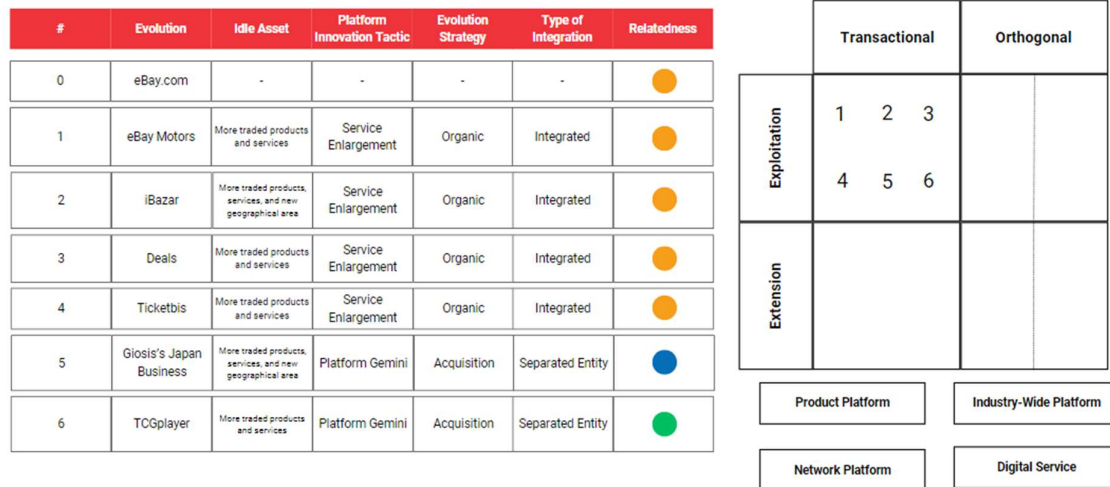 # Evolution Idle Asset Platform Innovation Tactic Evolution Strategy Type of Integration Relatedness
0 eBay.com - - - -
1 eBay Motors More traded products and services Service Enlargement Organic Integrated
2 iBazar More traded products, services, and new geographical area Service Enlargement Organic Integrated
3 Deals More traded products and services Service Enlargement Organic Integrated
4 Ticketbis More traded products and services Service Enlargement Organic Integrated
5 Giosis's Japan Business More traded products, services, and new geographical area Platform Gemini Acquisition Separated Entity
6 TCGplayer More traded products and services Platform Gemini Acquisition Separated Entity
Transactional Orthogonal
Exploitation
1 2 3
4 5 6
Extension
Product Platform Industry-Wide Platform
Network Platform Digital Service